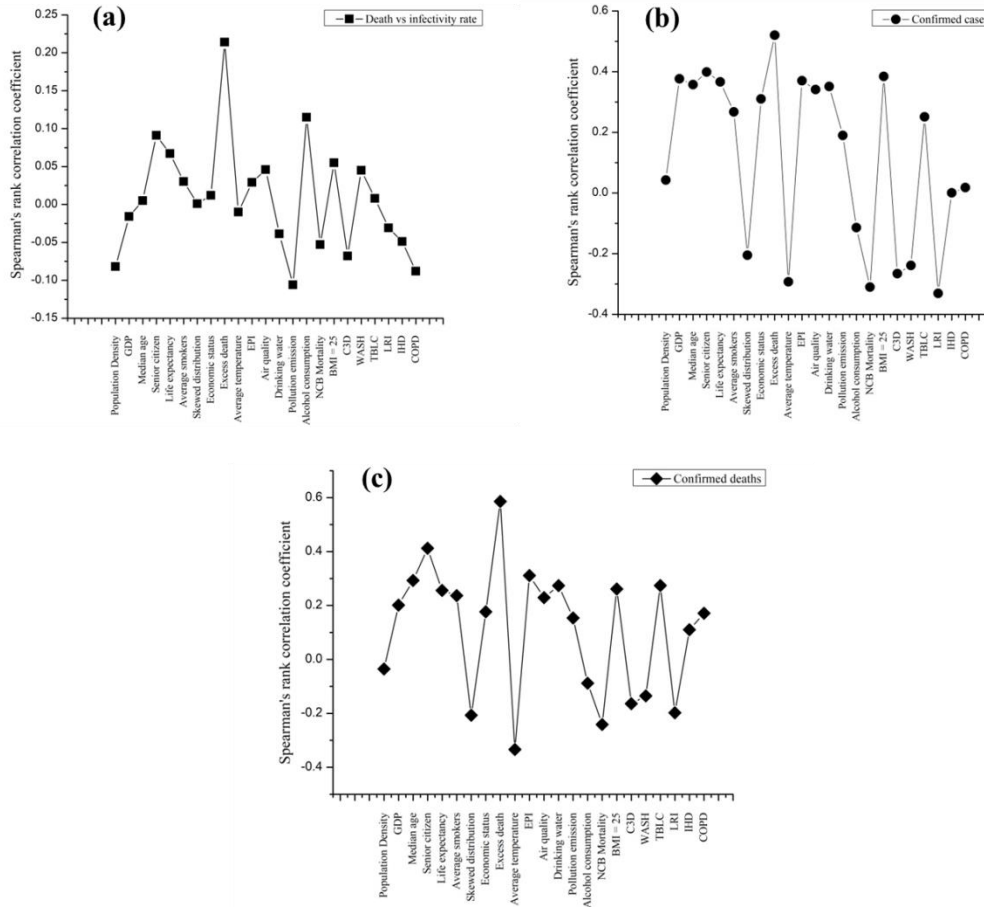 (a)
Death vs infectivity rate
Spearman's rank correlation coefficient
0.25
0.20
0.15
0.10
0.05
0.00
-0.05
-0.10
-0.15
Population Density
GDP
Median age
Senior citizen
Life expectancy
Average smokers
Skewed distribution
Economic status
Excess death
Average temperature
EPI
Air quality
Drinking water
Pollution emission
Alcohol consumption
NCB Mortality
BMI = 25
C3D
WASH
TBLC
LRI
IHD
COPD
(b)
Confirmed case
Spearman's rank correlation coefficient
0.6
0.4
0.2
0.0
-0.2
-0.4
Population Density
GDP
Median age
Senior citizen
Life expectancy
Average smokers
Skewed distribution
Economic status
Excess death
Average temperature
EPI
Air quality
Drinking water
Pollution emission
Alcohol consumption
NCB Mortality
BMI = 25
C3D
WASH
TBLC
LRI
IHD
COPD
(c)
Confirmed deaths
Spearman's rank correlation coefficient
0.6
0.4
0.2
0.0
-0.2
-0.4
Population Density
GDP
Median age
Senior citizen
Life expectancy
Average smokers
Skewed distribution
Economic status
Excess death
Average temperature
EPI
Air quality
Drinking water
Pollution emission
Alcohol consumption
NCB Mortality
BMI = 25
C3D
WASH
TBLC
LRI
IHD
COPD